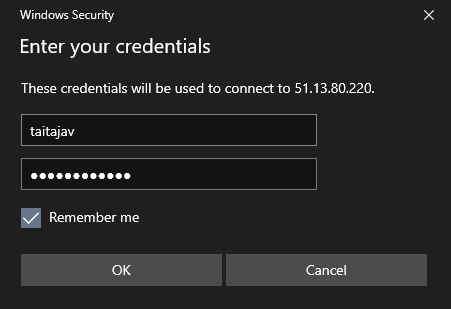 Windows Security
Enter your credentials
These credentials will be used to connect to 51.13.80.220.
taitajav
●●●●●●●●●●●●
Remember me
OK
Cancel